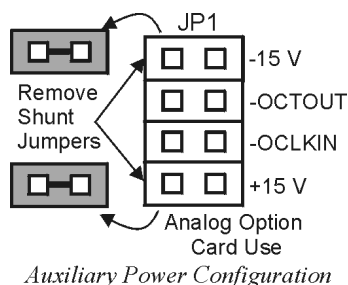 JP1
-15 V
-OCTOUT
-OCLKIN
+15 V
Remove
Shunt
Jumpers
Analog Option
Card Use
Auxiliary Power Configuration